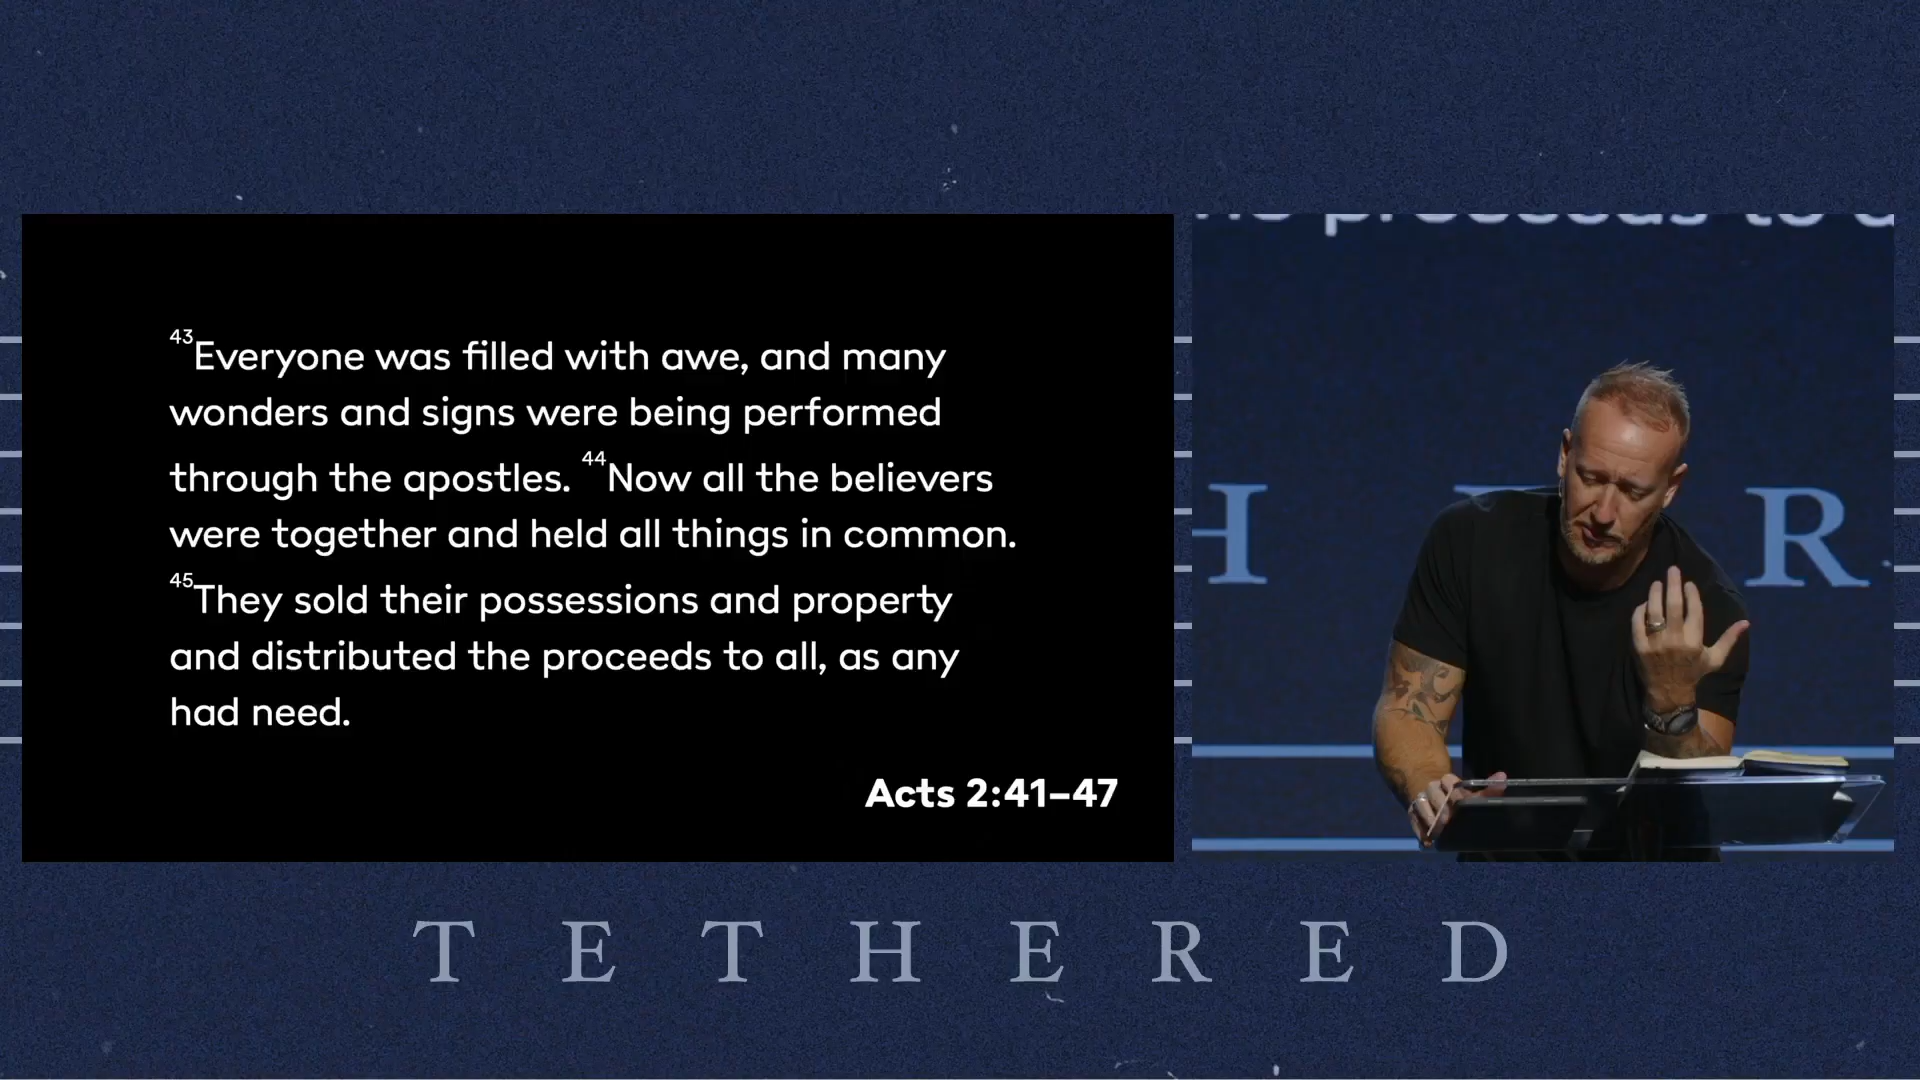 ⁴³Everyone was filled with awe, and many
wonders and signs were being performed
through the apostles. ⁴⁴Now all the believers
were together and held all things in common.
⁴⁵They sold their possessions and property
and distributed the proceeds to all, as any
had need.
Acts 2:41–47
proceeds to
H R
T E T H E R E D